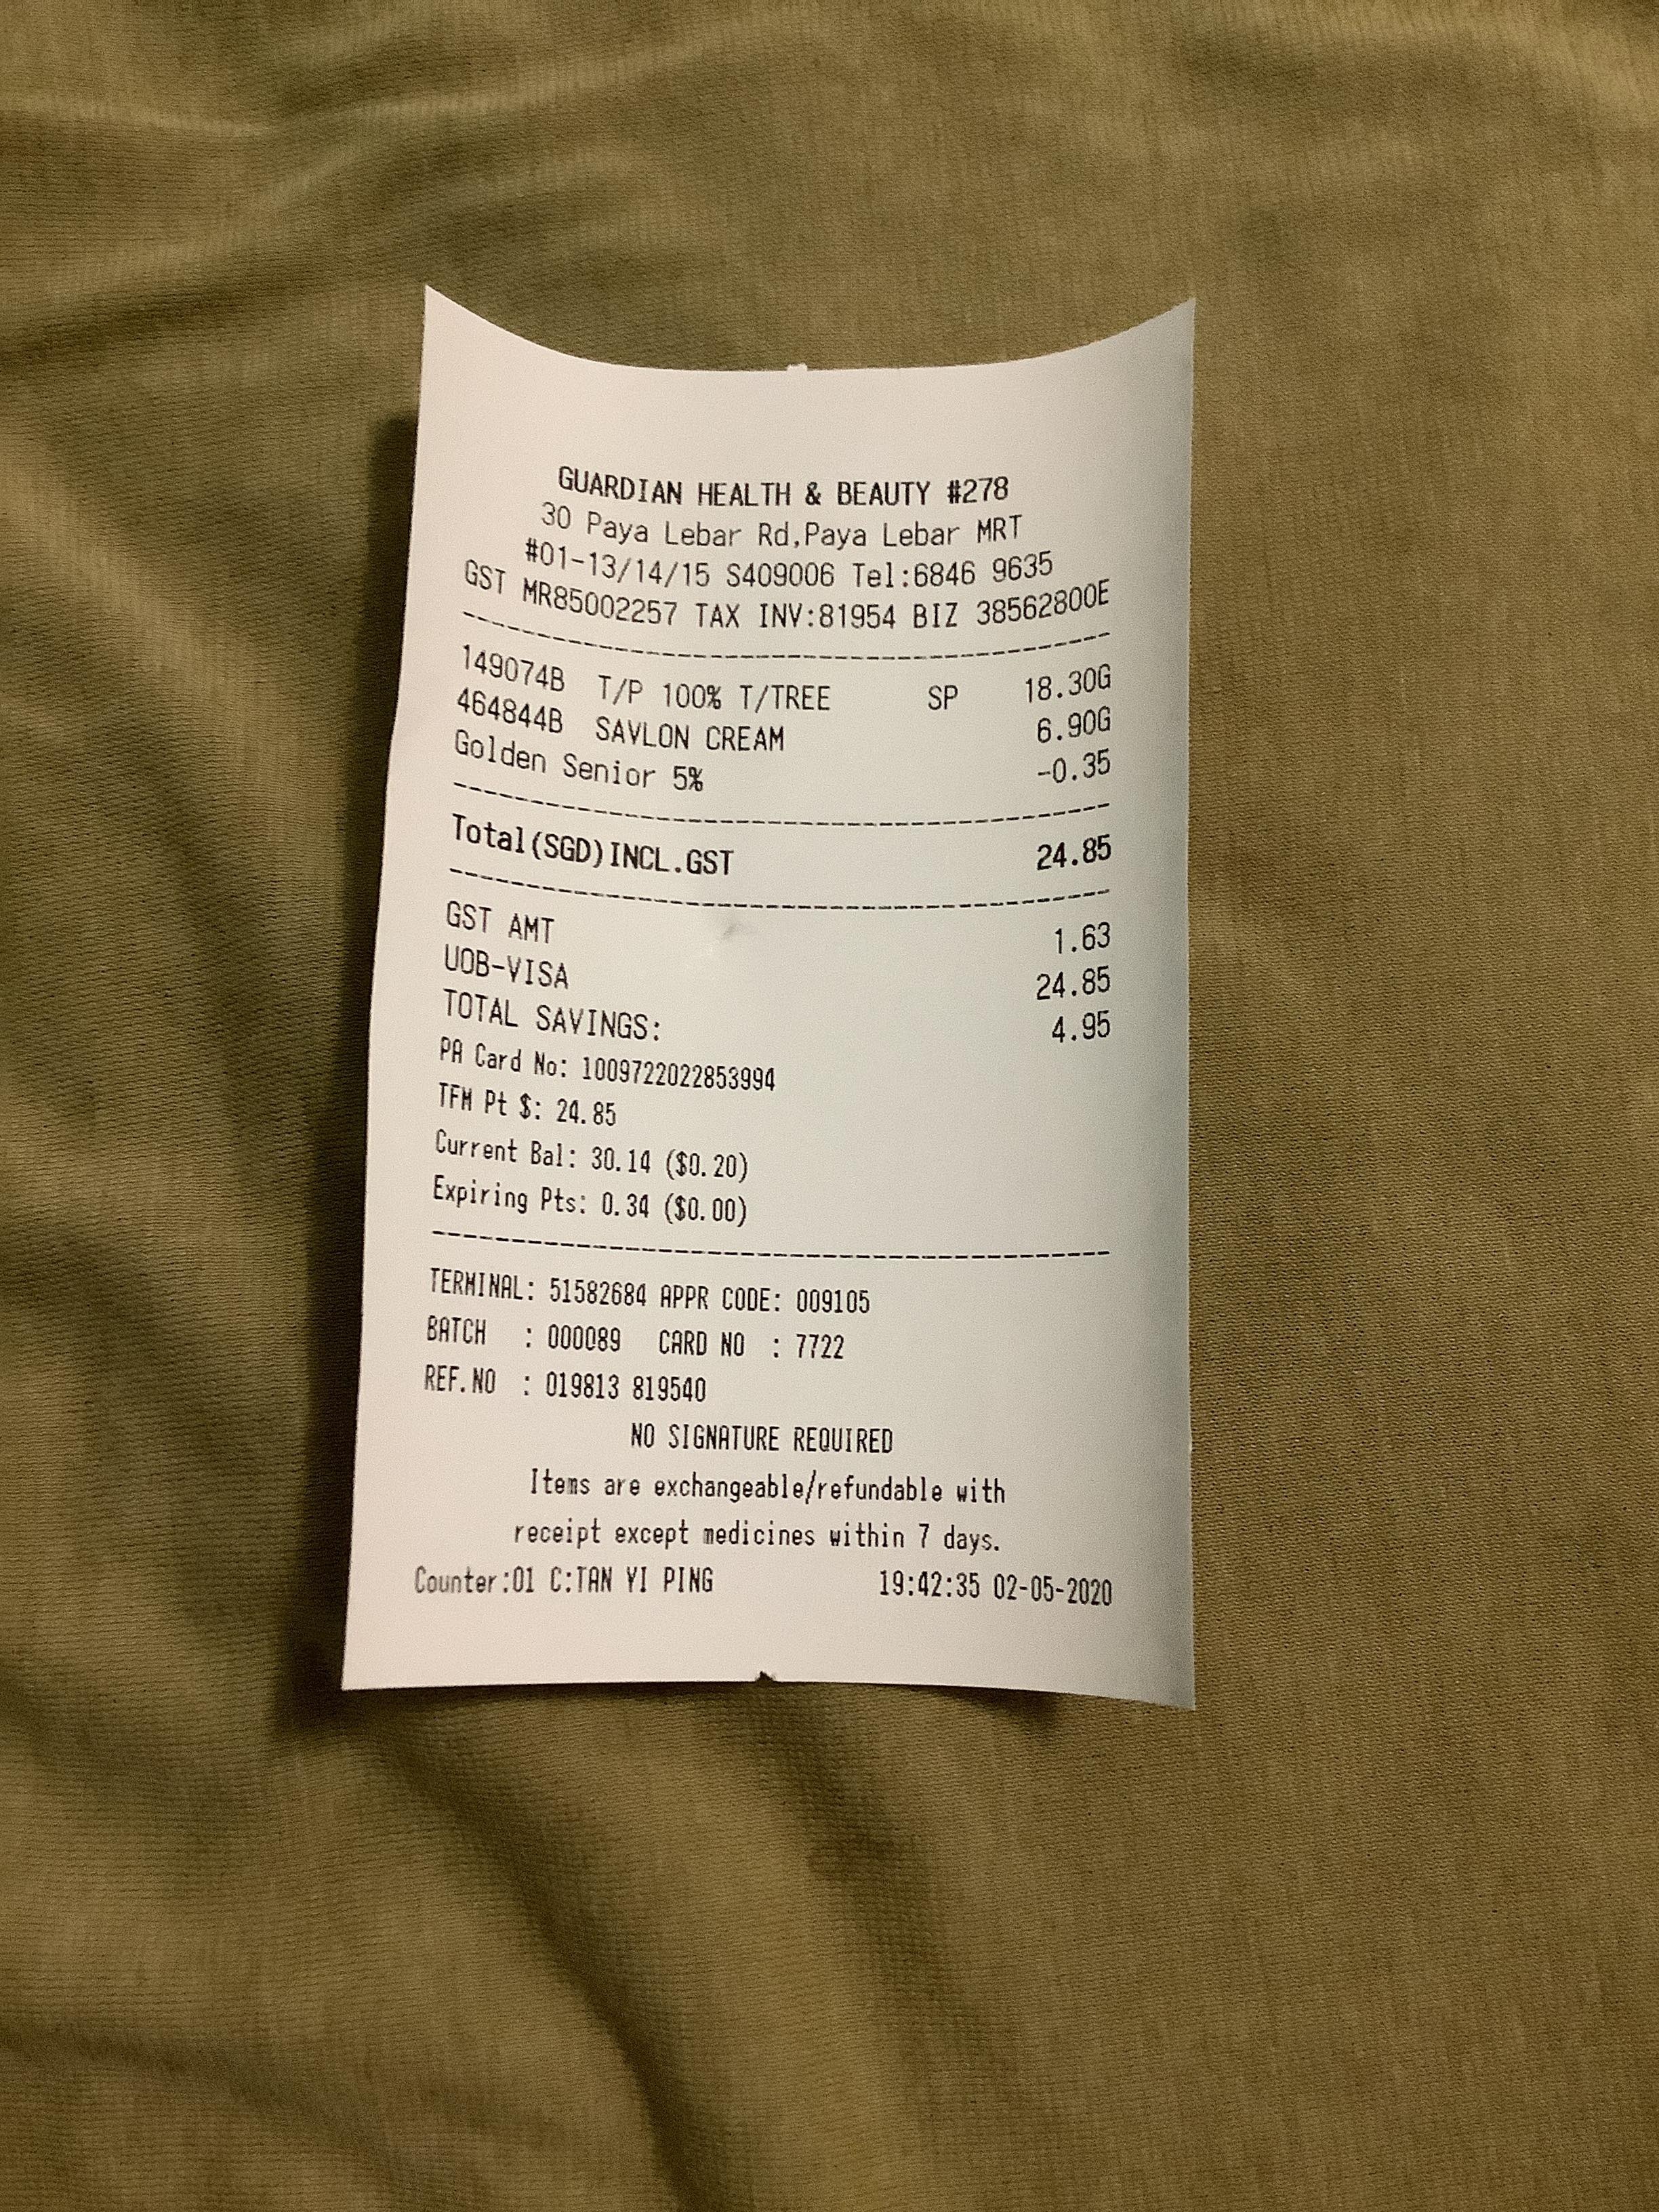 GUARDIAN HEALTH & BEAUTY #278
30 Paya Lebar Rd,Paya Lebar MRT
#01-13/14/15 S409006 Tel:6846 9635
GST MR85002257 TAX INV:81954 BIZ 38562800E
149074B T/P 100% T/TREE SP 18.30G
464844B SAVLON CREAM 6.90G
Golden Senior 5% -0.35
Total(SGD)INCL.GST 24.85
GST AMT 1.63
UOB-VISA 24.85
TOTAL SAVINGS: 4.95
PA Card No: 1009722022853994
TFM Pt $: 24.85
Current Bal: 30.14 ($0.20)
Expiring Pts: 0.34 ($0.00)
TERMINAL: 51582684 APPR CODE: 009105
BATCH : 000089 CARD NO : 7722
REF.NO : 019813 819540
NO SIGNATURE REQUIRED
Items are exchangeable/refundable with
receipt except medicines within 7 days.
Counter:01 C:TAN YI PING 19:42:35 02-05-2020